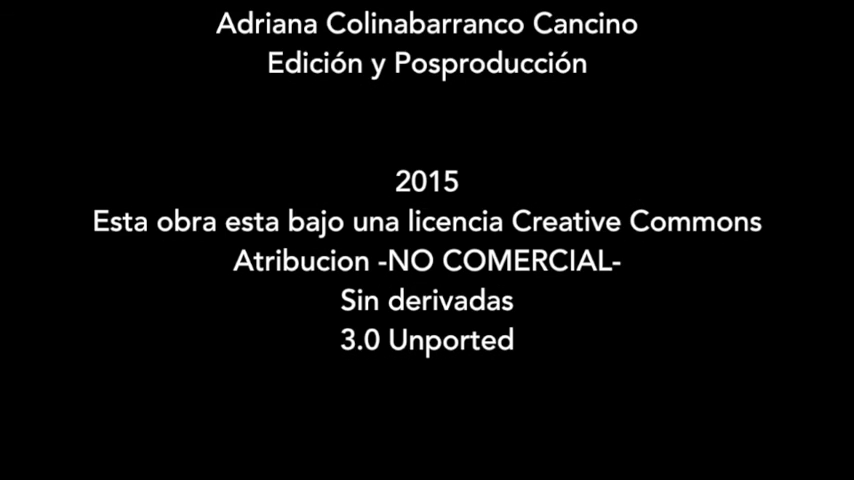 Adriana Colinabarranco Cancino
Edición y Posproducción
2015
Esta obra esta bajo una licencia Creative Commons
Atribucion -NO COMERCIAL-
Sin derivadas
3.0 Unported